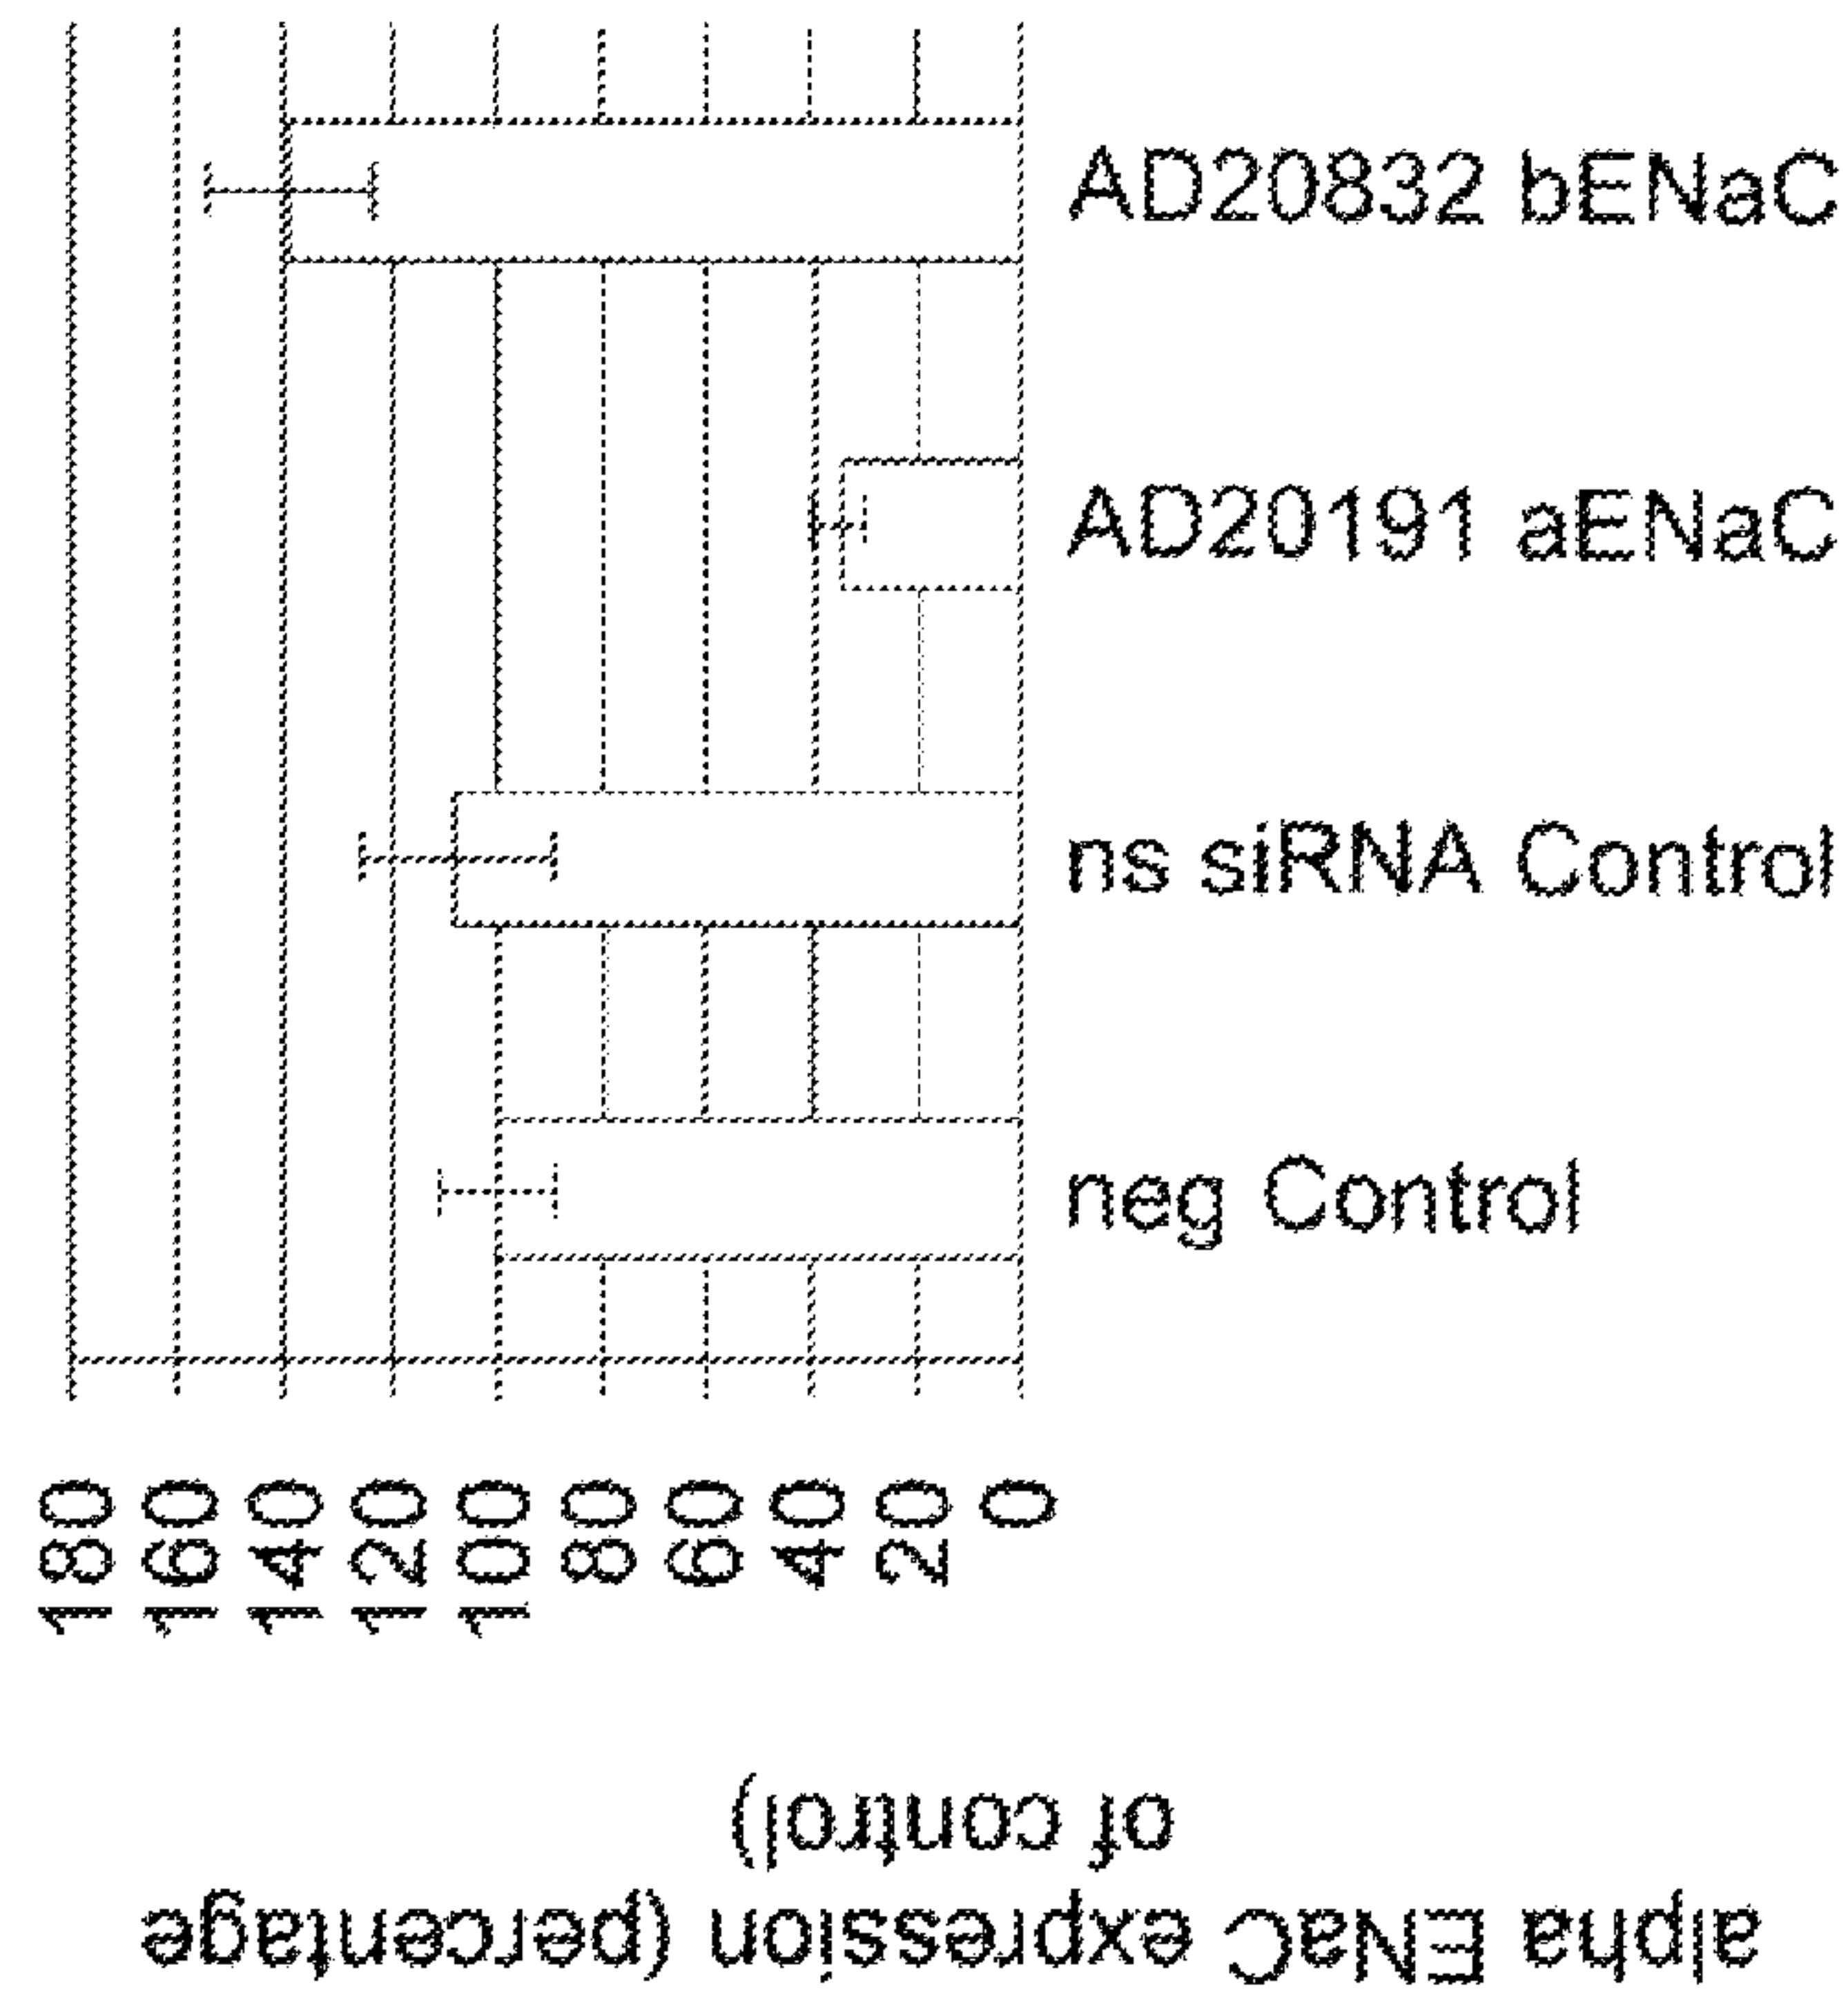 alpha ENaC expression (percentage
of control)
180
160
140
120
100
80
60
40
20
0
neg Control
ns siRNA Control
AD20191 aENaC
AD20832 bENaC